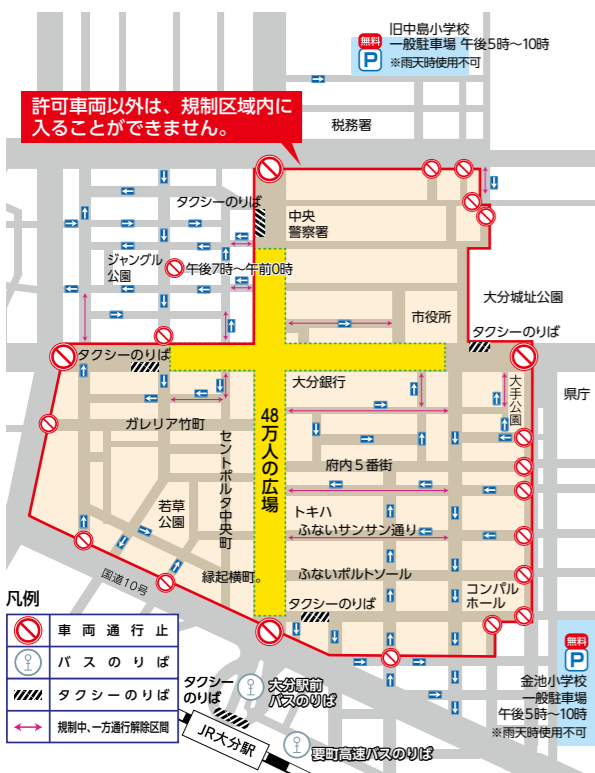 無料
P
旧中島小学校
一般駐車場 午後5時～10時
※雨天時使用不可
許可車両以外は、規制区域内に
入ることができません。
税務署
タクシーのりば
中央
警察署
ジャングル
公園
午後7時～午前0時
大分城址公園
市役所
タクシーのりば
タクシーのりば
大分銀行
大手公園
県庁
ガレリア竹町
48万人の広場
セントポルタ中央町
府内5番街
若草
公園
トキハ
ふないサンサン通り
縁起横町。
ふないポルトソール
国道10号
タクシーのりば
コンパル
ホール
凡例
車両通行止
バスのりば
タクシーのりば
規制中、一方通行解除区間
タクシー
のりば
大分駅前
バスのりば
JR大分駅
要町高速バスのりば
無料
P
金池小学校
一般駐車場
午後5時～10時
※雨天時使用不可